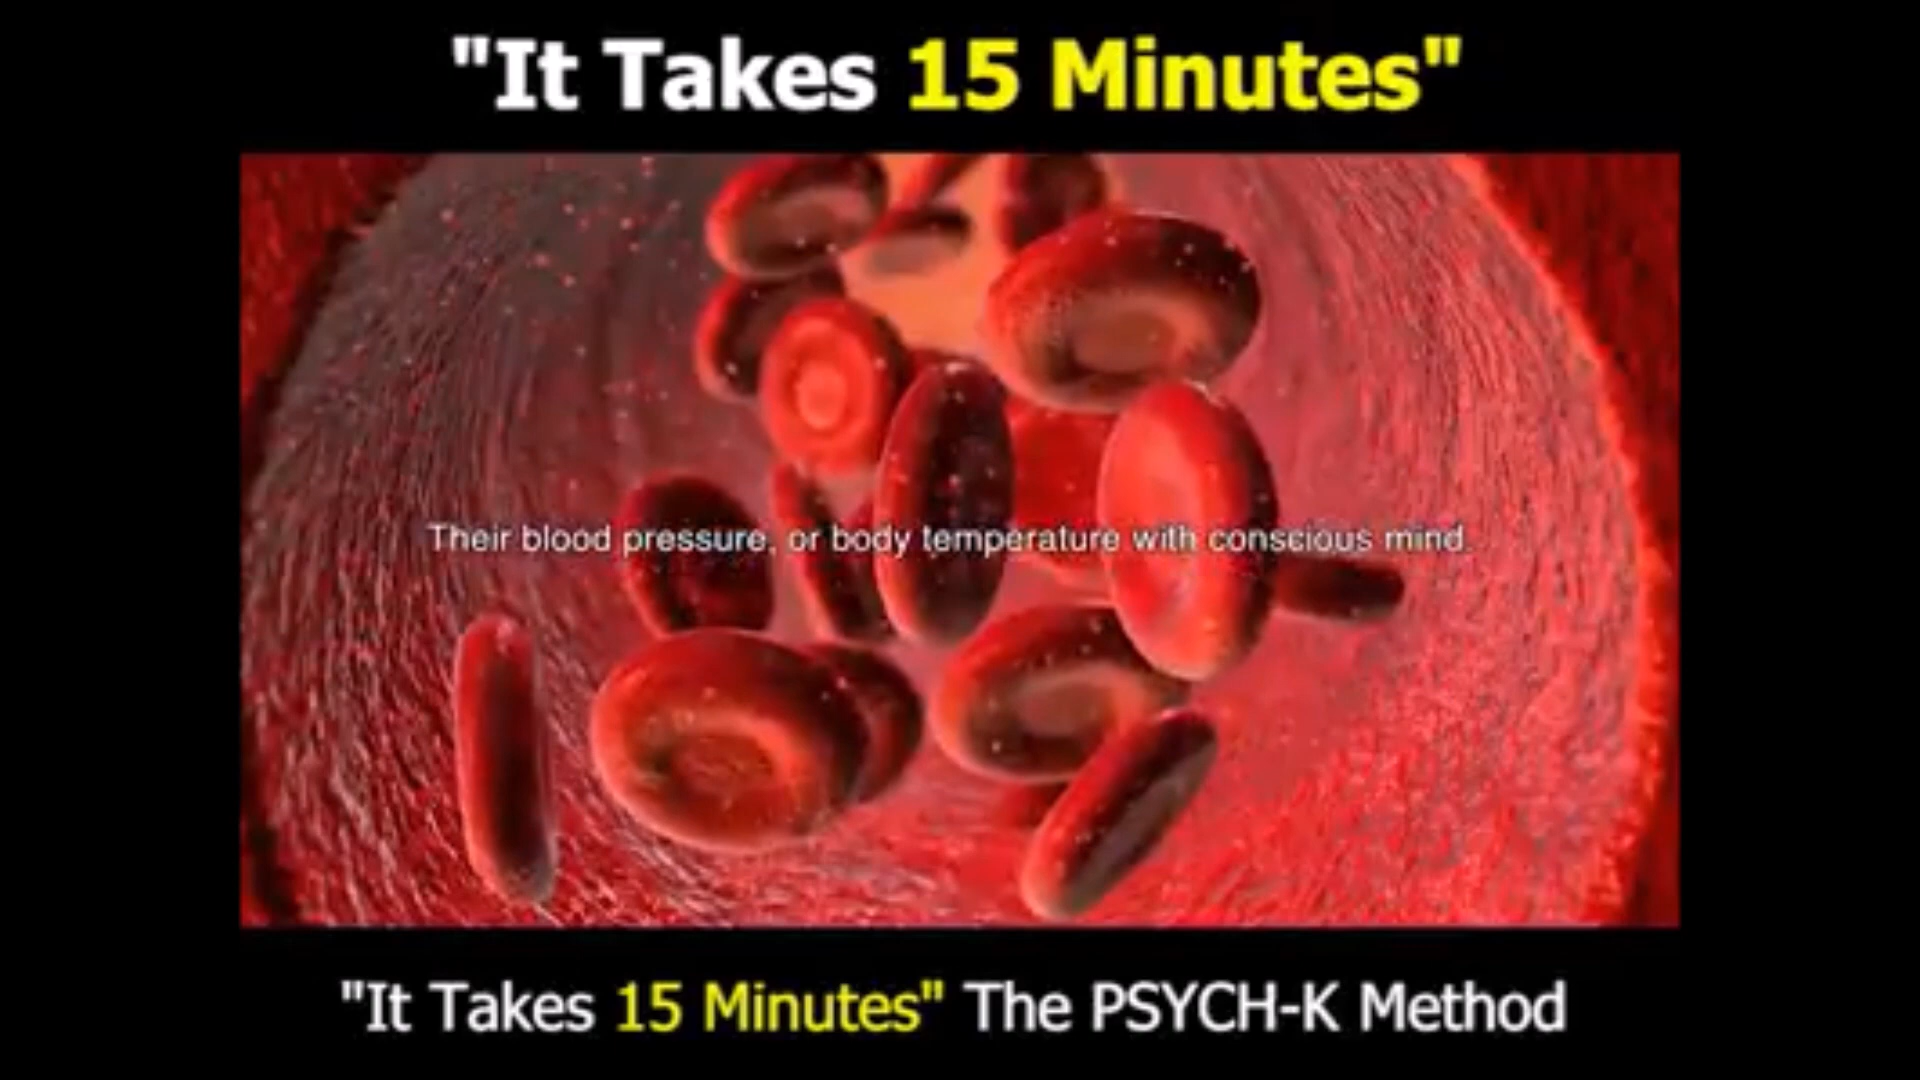 "It Takes 15 Minutes"
Their blood pressure, or body temperature with conscious mind.
"It Takes 15 Minutes" The PSYCH-K Method